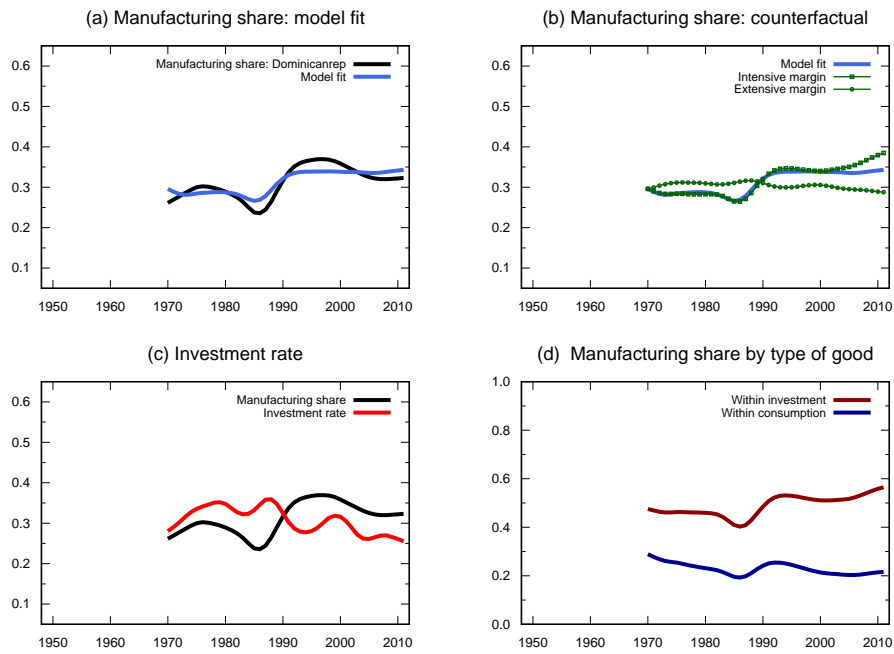 (a) Manufacturing share: model fit
Manufacturing share: Dominicanrep
Model fit
0.6
0.5
0.4
0.3
0.2
0.1
1950 1960 1970 1980 1990 2000 2010
(b) Manufacturing share: counterfactual
Model fit
Intensive margin
Extensive margin
0.6
0.5
0.4
0.3
0.2
0.1
1950 1960 1970 1980 1990 2000 2010
(c) Investment rate
Manufacturing share
Investment rate
0.6
0.5
0.4
0.3
0.2
0.1
1950 1960 1970 1980 1990 2000 2010
(d) Manufacturing share by type of good
Within investment
Within consumption
1.0
0.8
0.6
0.4
0.2
0.0
1950 1960 1970 1980 1990 2000 2010